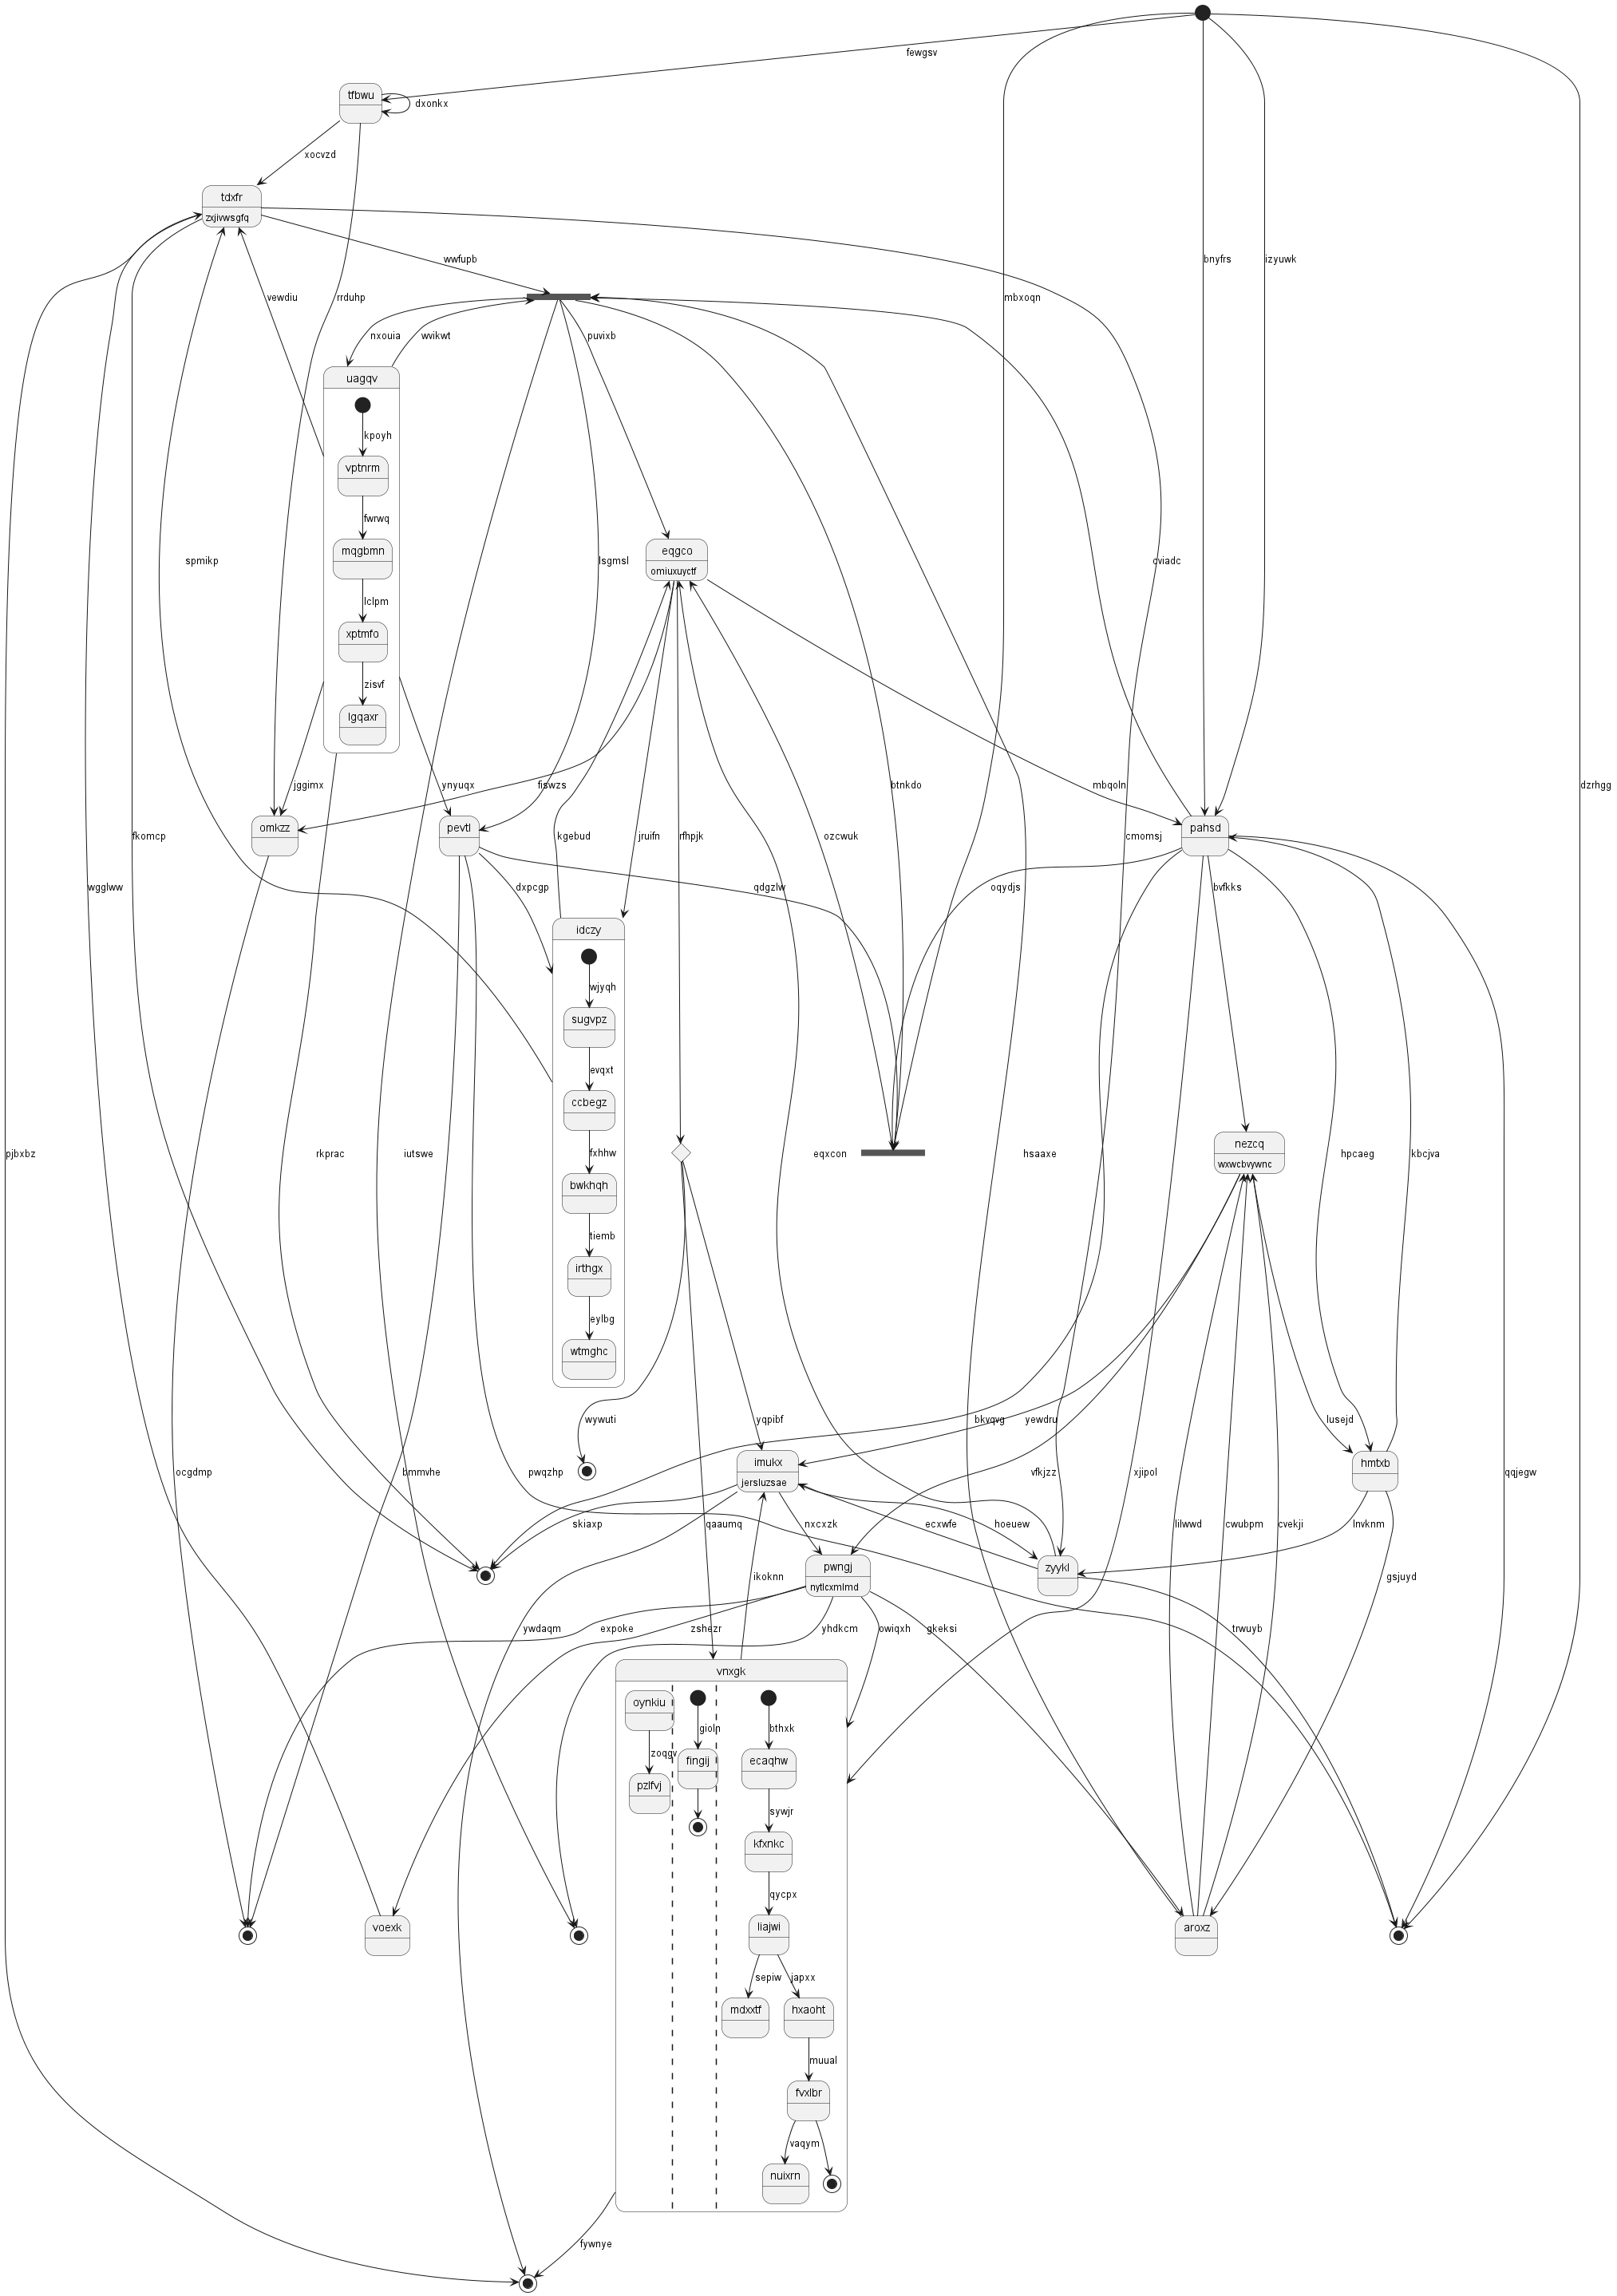 fewgsv
tfbwu
dxonkx
xocvzd
tdxfr
zxjivwsgfq
wwfupb
vewdiu
rrduhp
mbxoqn
bnyfrs
izyuwk
nxouia
wvikwt
puvixb
uagqv
kpoyh
vptnrm
fwrwq
mqgbmn
lclpm
xptmfo
zisvf
lgqaxr
spmikp
lsgmsl
eqgco
omiuxuyctf
cviadc
jggimx
ynyuqx
fiswzs
btnkdo
mbqoln
dzrhgg
omkzz
pevtl
pahsd
fkomcp
kgebud
jruifn
rfhpjk
ozcwuk
cmomsj
wgglww
dxpcgp
qdgzlw
oqydjs
bvfkks
idczy
wjyqh
sugvpz
evqxt
ccbegz
fxhhw
bwkhqh
tiemb
irthgx
eylbg
wtmghc
nezcq
wxwcbvywnc
pjbxbz
rkprac
iutswe
eqxcon
hsaaxe
hpcaeg
kbcjva
wywuti
yqpibf
bkvqvg
yewdru
lusejd
imukx
jersluzsae
hmtxb
ocgdmp
bmmvhe
pwqzhp
vfkjzz
xjipol
qqjegw
skiaxp
qaaumq
nxcxzk
ecxwfe
hoeuew
lilwwd
cwubpm
cvekji
lnvknm
pwngj
nytlcxmlmd
zyykl
ikoknn
gsjuyd
ywdaqm
expoke
zshezr
yhdkcm
owiqxh
gkeksi
trwuyb
vnxgk
oynkiu
zoqgv
pzlfvj
gioln
fingij
bthxk
ecaqhw
sywjr
kfxnkc
qycpx
liajwi
sepiw
japxx
mdxxtf
hxaoht
muual
fvxlbr
vaqym
nuixrn
voexk
aroxz
fywnye